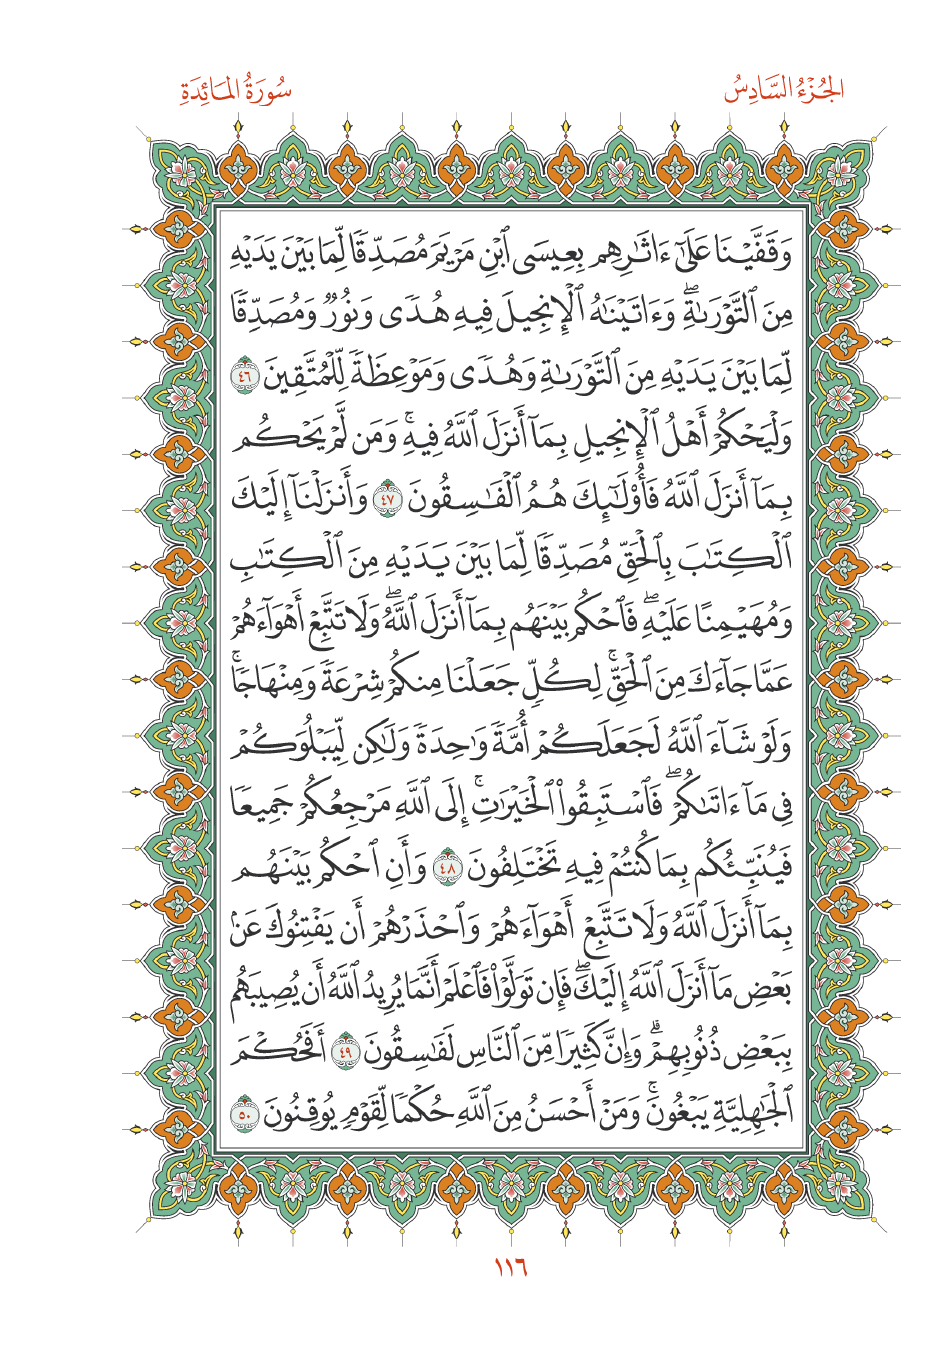 الجُزْءُ السَّادِسُ
سُورَةُ المَائِدَةِ
وَقَفَّيْنَا عَلَىٰٓ ءَاثَٰرِهِم بِعِيسَى ٱبْنِ مَرْيَمَ مُصَدِّقًا لِّمَا بَيْنَ يَدَيْهِ
مِنَ ٱلتَّوْرَىٰةِۖ وَءَاتَيْنَٰهُ ٱلْإِنجِيلَ فِيهِ هُدًى وَنُورٌ وَمُصَدِّقًا
لِّمَا بَيْنَ يَدَيْهِ مِنَ ٱلتَّوْرَىٰةِ وَهُدًى وَمَوْعِظَةً لِّلْمُتَّقِينَ ٤٦
وَلْيَحْكُمْ أَهْلُ ٱلْإِنجِيلِ بِمَآ أَنزَلَ ٱللَّهُ فِيهِۚ وَمَن لَّمْ يَحْكُم
بِمَآ أَنزَلَ ٱللَّهُ فَأُوْلَٰٓئِكَ هُمُ ٱلْفَٰسِقُونَ ٤٧ وَأَنزَلْنَآ إِلَيْكَ
ٱلْكِتَٰبَ بِٱلْحَقِّ مُصَدِّقًا لِّمَا بَيْنَ يَدَيْهِ مِنَ ٱلْكِتَٰبِ
وَمُهَيْمِنًا عَلَيْهِۖ فَٱحْكُم بَيْنَهُم بِمَآ أَنزَلَ ٱللَّهُۖ وَلَا تَتَّبِعْ أَهْوَآءَهُمْ
عَمَّا جَآءَكَ مِنَ ٱلْحَقِّۚ لِكُلٍّ جَعَلْنَا مِنكُمْ شِرْعَةً وَمِنْهَاجًاۚ
وَلَوْ شَآءَ ٱللَّهُ لَجَعَلَكُمْ أُمَّةً وَٰحِدَةً وَلَٰكِن لِّيَبْلُوَكُمْ
فِي مَآ ءَاتَىٰكُمْۖ فَٱسْتَبِقُواْ ٱلْخَيْرَٰتِۚ إِلَى ٱللَّهِ مَرْجِعُكُمْ جَمِيعًا
فَيُنَبِّئُكُم بِمَا كُنتُمْ فِيهِ تَخْتَلِفُونَ ٤٨ وَأَنِ ٱحْكُم بَيْنَهُم
بِمَآ أَنزَلَ ٱللَّهُ وَلَا تَتَّبِعْ أَهْوَآءَهُمْ وَٱحْذَرْهُمْ أَن يَفْتِنُوكَ عَنۢ
بَعْضِ مَآ أَنزَلَ ٱللَّهُ إِلَيْكَۖ فَإِن تَوَلَّوْاْ فَٱعْلَمْ أَنَّمَا يُرِيدُ ٱللَّهُ أَن يُصِيبَهُم
بِبَعْضِ ذُنُوبِهِمْۗ وَإِنَّ كَثِيرًا مِّنَ ٱلنَّاسِ لَفَٰسِقُونَ ٤٩ أَفَحُكْمَ
ٱلْجَٰهِلِيَّةِ يَبْغُونَۚ وَمَنْ أَحْسَنُ مِنَ ٱللَّهِ حُكْمًا لِّقَوْمٍ يُوقِنُونَ ٥٠
١١٦